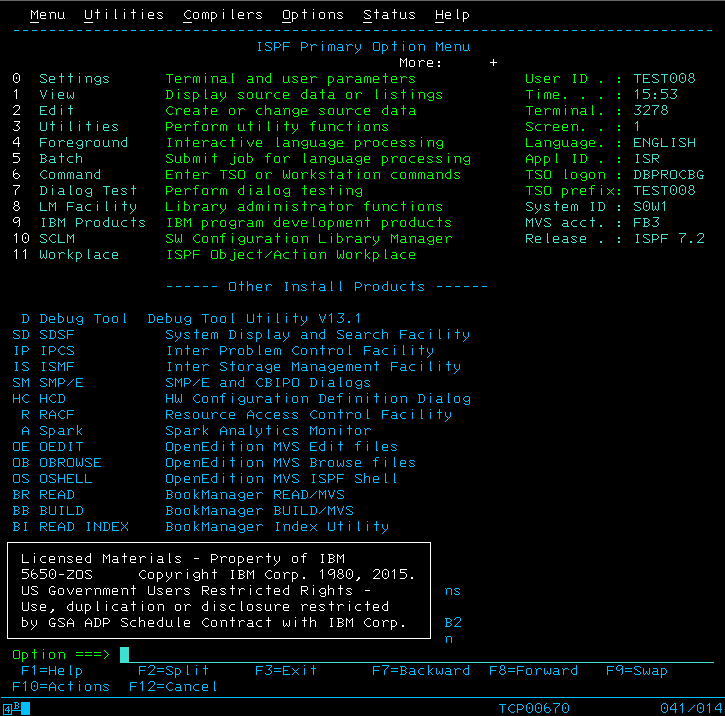 Menu Utilities Compilers Options Status Help
ISPF Primary Option Menu
More: +
0 Settings Terminal and user parameters User ID . : TEST008
1 View Display source data or listings Time. . . : 15:53
2 Edit Create or change source data Terminal. : 3278
3 Utilities Perform utility functions Screen. . : 1
4 Foreground Interactive language processing Language. : ENGLISH
5 Batch Submit job for language processing Appl ID . : ISR
6 Command Enter TSO or Workstation commands TSO logon : DBPROCBG
7 Dialog Test Perform dialog testing TSO prefix: TEST008
8 LM Facility Library administrator functions System ID : S0W1
9 IBM Products IBM program development products MVS acct. : FB3
10 SCLM SW Configuration Library Manager Release . : ISPF 7.2
11 Workplace ISPF Object/Action Workplace
------ Other Install Products ------
D Debug Tool Debug Tool Utility V13.1
SD SDSF System Display and Search Facility
IP IPCS Inter Problem Control Facility
IS ISMF Inter Storage Management Facility
SM SMP/E SMP/E and CBIPO Dialogs
HC HCD HW Configuration Definition Dialog
R RACF Resource Access Control Facility
A Spark Spark Analytics Monitor
OE OEDIT OpenEdition MVS Edit files
OB OBROWSE OpenEdition MVS Browse files
OS OSHELL OpenEdition MVS ISPF Shell
BR READ BookManager READ/MVS
BB BUILD BookManager BUILD/MVS
BI READ INDEX BookManager Index Utility
Licensed Materials - Property of IBM
5650-ZOS Copyright IBM Corp. 1980, 2015.
US Government Users Restricted Rights - ns
Use, duplication or disclosure restricted
by GSA ADP Schedule Contract with IBM Corp. B2
n
Option ===>
F1=Help F2=Split F3=Exit F7=Backward F8=Forward F9=Swap
F10=Actions F12=Cancel
4B TCP00670 041/014